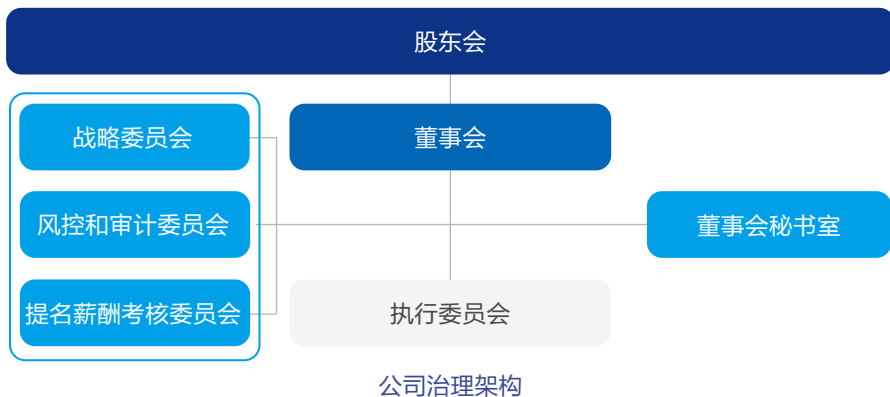 股东会
战略委员会
董事会
风控和审计委员会
董事会秘书室
提名薪酬考核委员会
执行委员会
公司治理架构